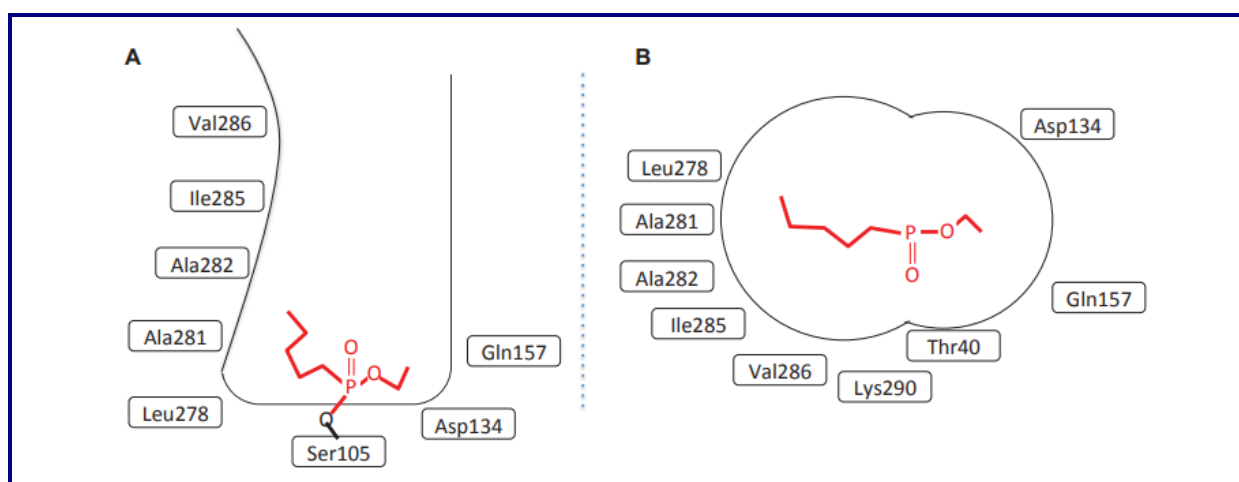 A
Val286
Ile285
Ala282
Ala281
Leu278
O
P
O
O
Ser105
Gln157
Asp134
B
Asp134
Leu278
Ala281
Ala282
Ile285
Val286
Lys290
Thr40
Gln157
P
O
O